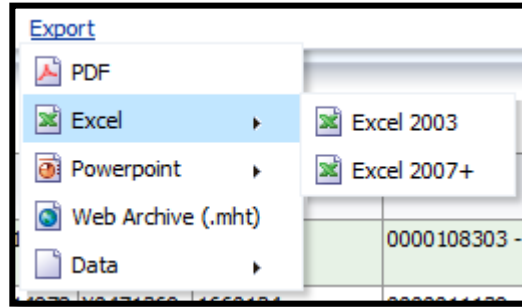 Export
PDF
Excel
Excel 2003
Powerpoint
Excel 2007+
Web Archive (.mht)
0000108303 -
Data